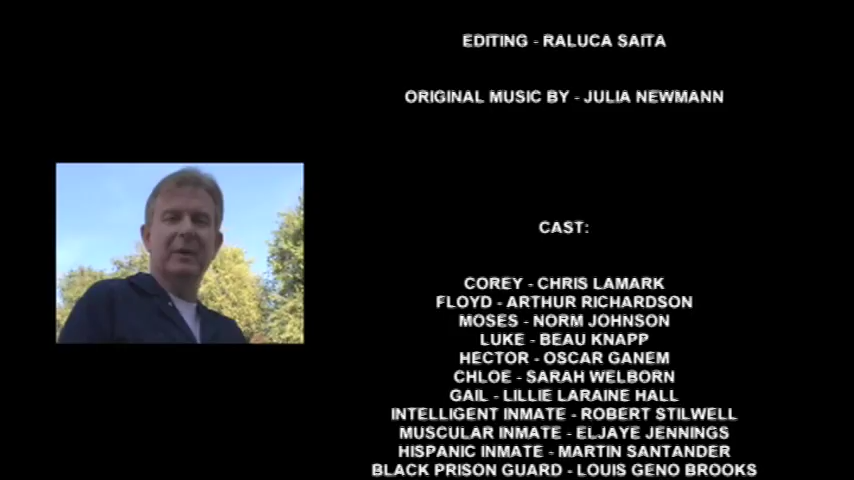 EDITING - RALUCA SAITA
ORIGINAL MUSIC BY - JULIA NEWMANN
CAST:
COREY - CHRIS LAMARK
FLOYD - ARTHUR RICHARDSON
MOSES - NORM JOHNSON
LUKE - BEAU KNAPP
HECTOR - OSCAR GANEM
CHLOE - SARAH WELBORN
GAIL - LILLIE LARAINE HALL
INTELLIGENT INMATE - ROBERT STILWELL
MUSCULAR INMATE - ELJAYE JENNINGS
HISPANIC INMATE - MARTIN SANTANDER
BLACK PRISON GUARD - LOUIS GENO BROOKS